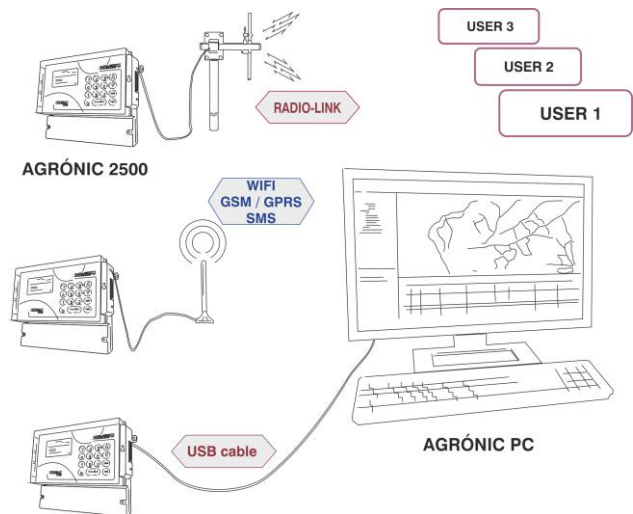 USER 3
USER 2
USER 1
RADIO-LINK
AGRÓNIC 2500
WIFI
GSM / GPRS
SMS
USB cable
AGRÓNIC PC